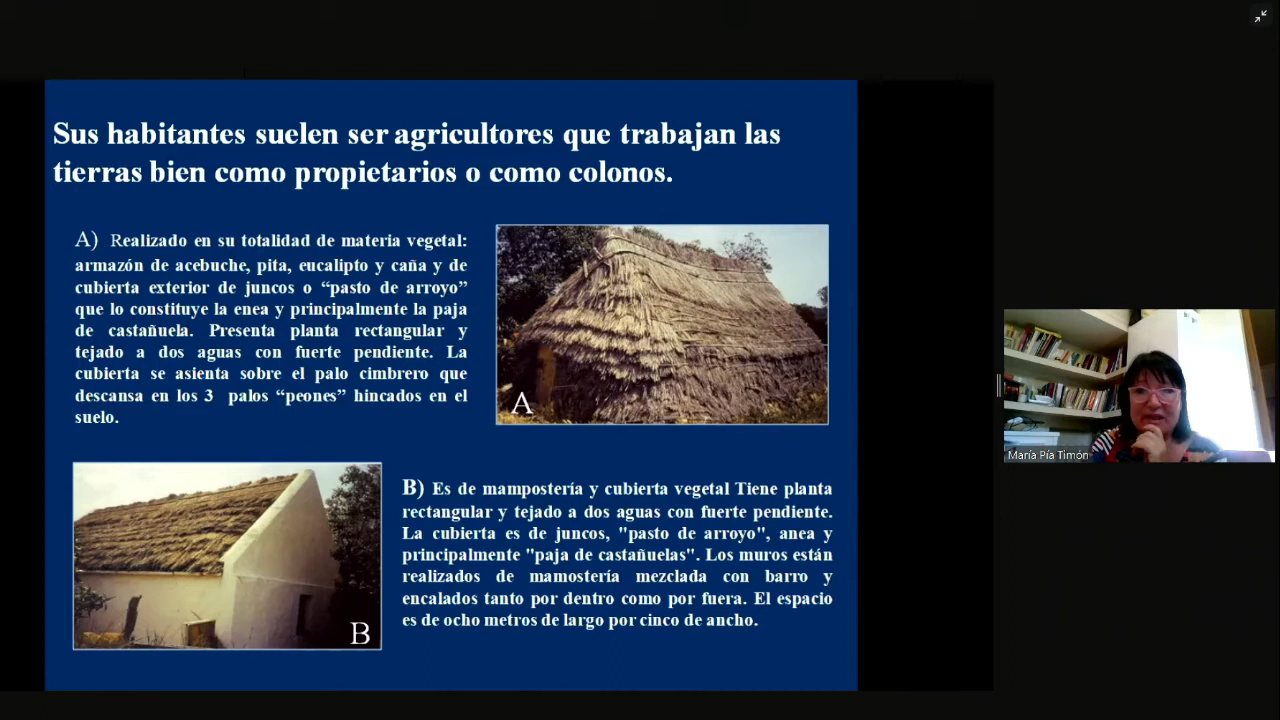 Sus habitantes suelen ser agricultores que trabajan las
tierras bien como propietarios o como colonos.
A) Realizado en su totalidad de materia vegetal:
armazón de acebuche, pita, eucalipto y caña y de
cubierta exterior de juncos o “pasto de arroyo”
que lo constituye la enea y principalmente la paja
de castañuela. Presenta planta rectangular y
tejado a dos aguas con fuerte pendiente. La
cubierta se asienta sobre el palo cimbrero que
descansa en los 3 palos “peones” hincados en el
suelo.
A
B
B) Es de mampostería y cubierta vegetal Tiene planta
rectangular y tejado a dos aguas con fuerte pendiente.
La cubierta es de juncos, "pasto de arroyo", anea y
principalmente "paja de castañuelas". Los muros están
realizados de mamostería mezclada con barro y
encalados tanto por dentro como por fuera. El espacio
es de ocho metros de largo por cinco de ancho.
María Pía Timón